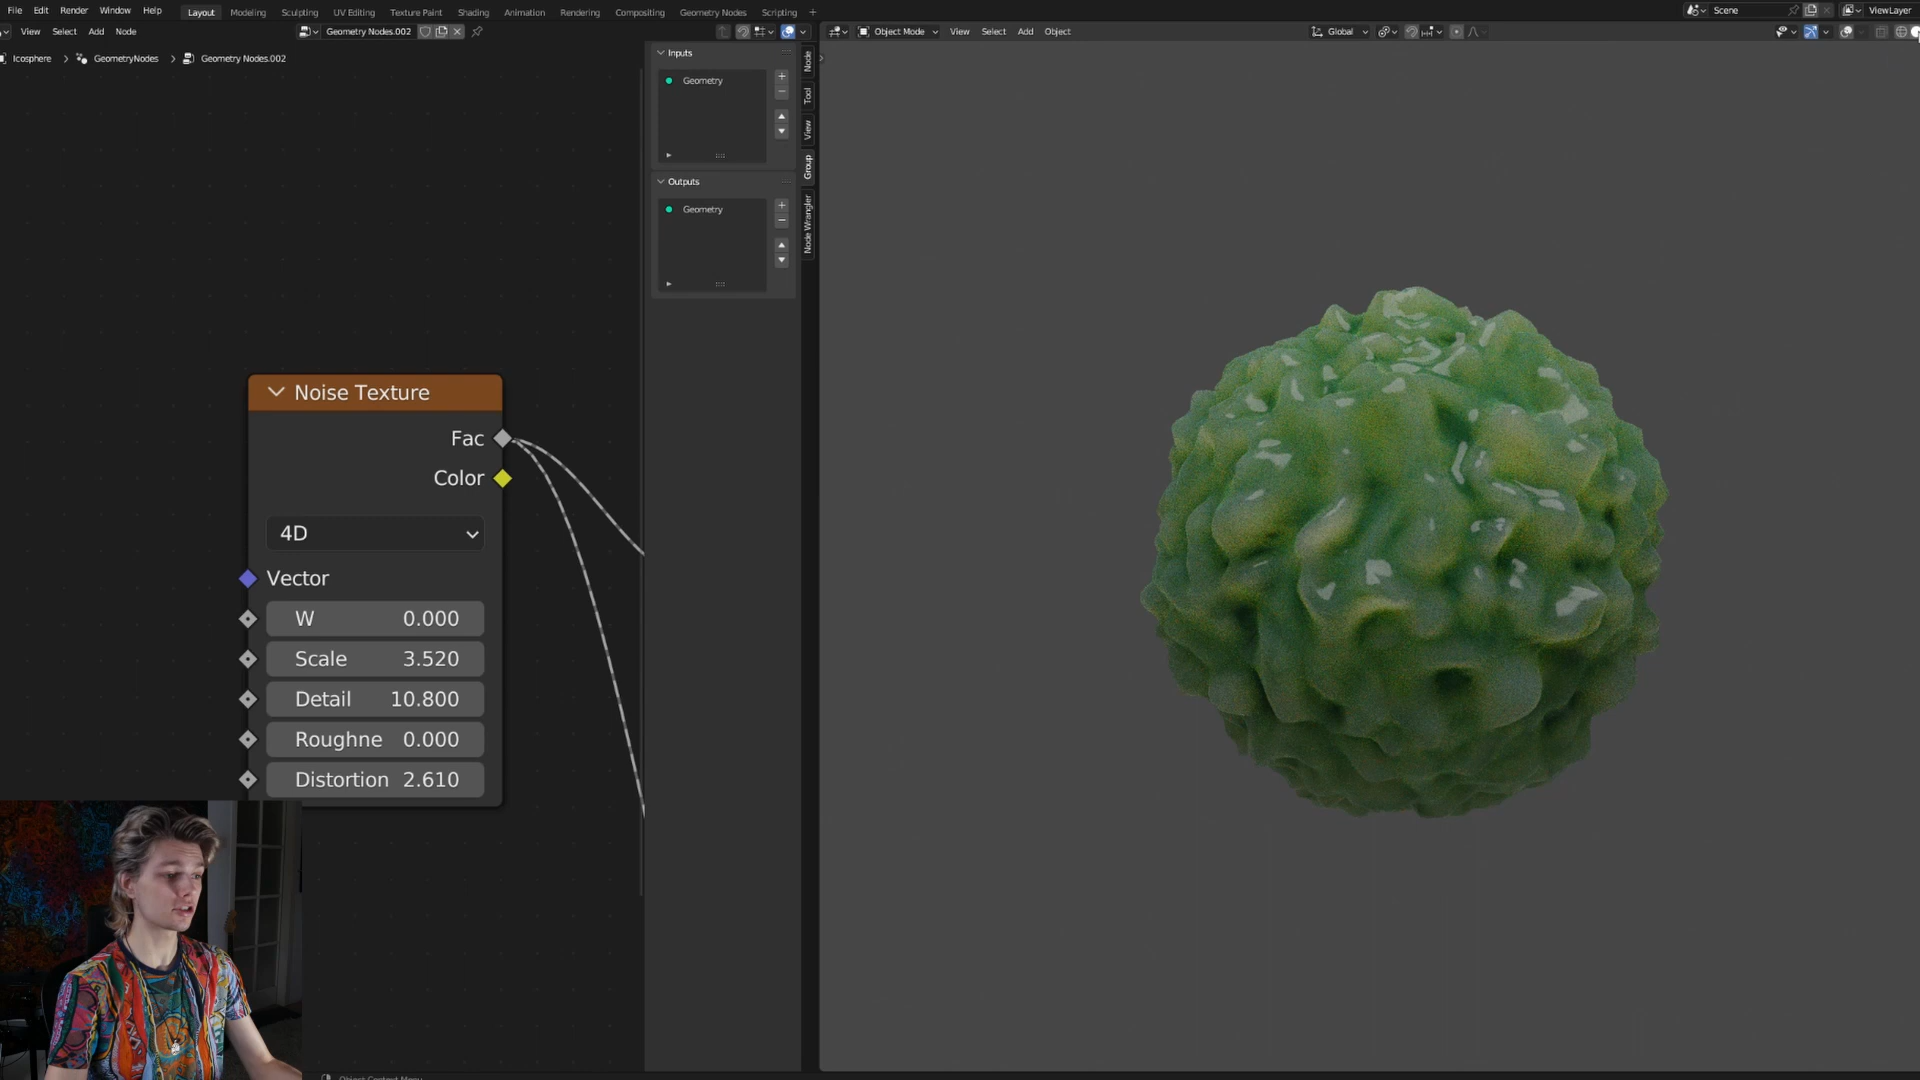 File Edit Render Window Help Layout Modeling Sculpting UV Editing Texture Paint Shading Animation Rendering Compositing Geometry Nodes Scripting + Scene ViewLayer
View Select Add Node Geometry Nodes.002 Object Mode View Select Add Object Global
Icosphere > GeometryNodes > Geometry Nodes.002
Inputs
Geometry
Outputs
Geometry
Node
Tool
View
Group
Node Wrangler
Noise Texture
Fac
Color
4D
Vector
W 0.000
Scale 3.520
Detail 10.800
Roughne 0.000
Distortion 2.610
Object Context Menu